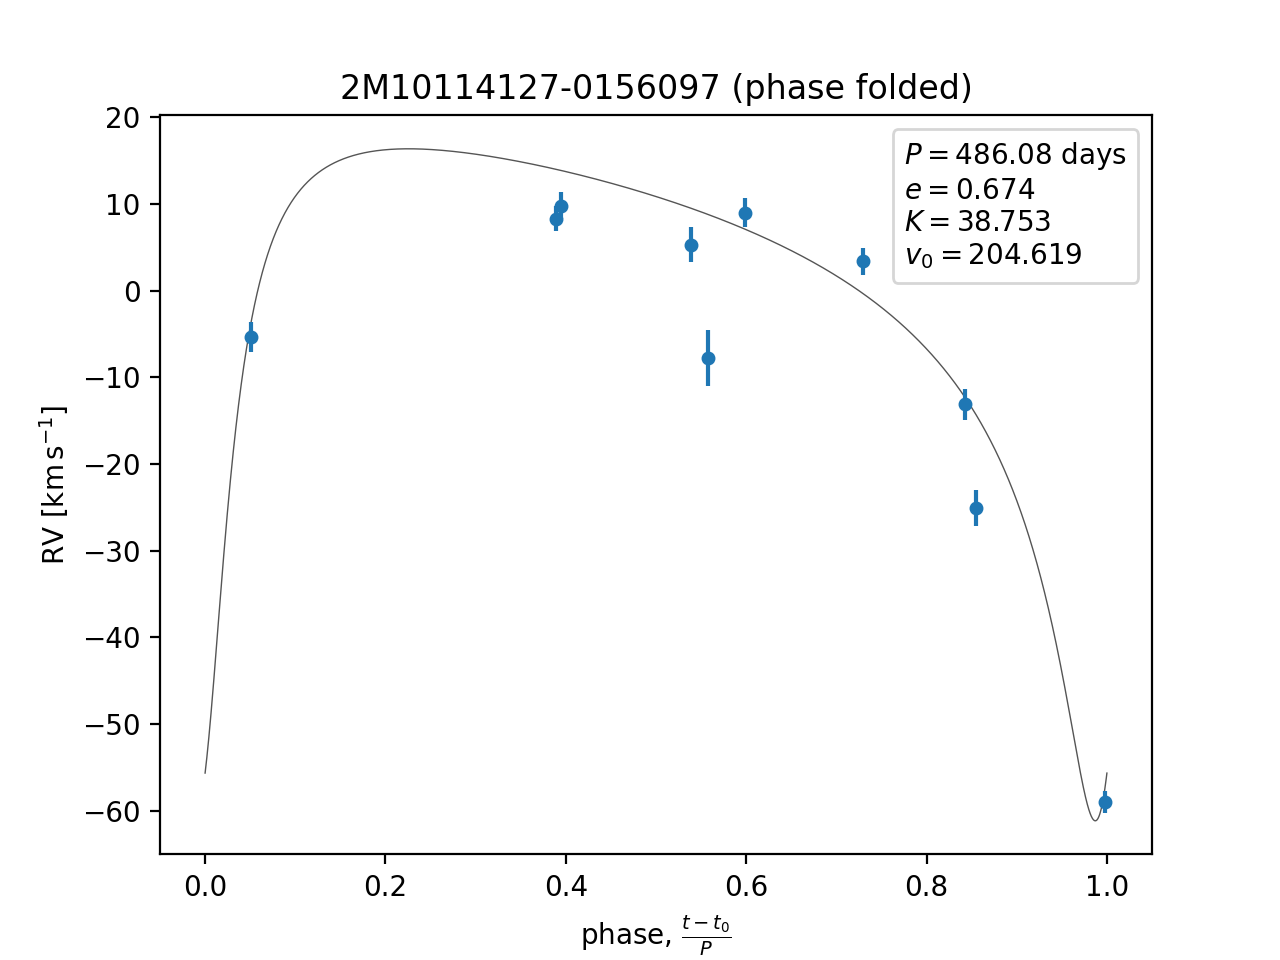 2M10114127-0156097 (phase folded)
P = 486.08 days
e = 0.674
K = 38.753
v₀ = 204.619
20
10
0
−10
−20
−30
−40
−50
−60
RV [km s⁻¹]
0.0 0.2 0.4 0.6 0.8 1.0
phase, (t − t₀)/P